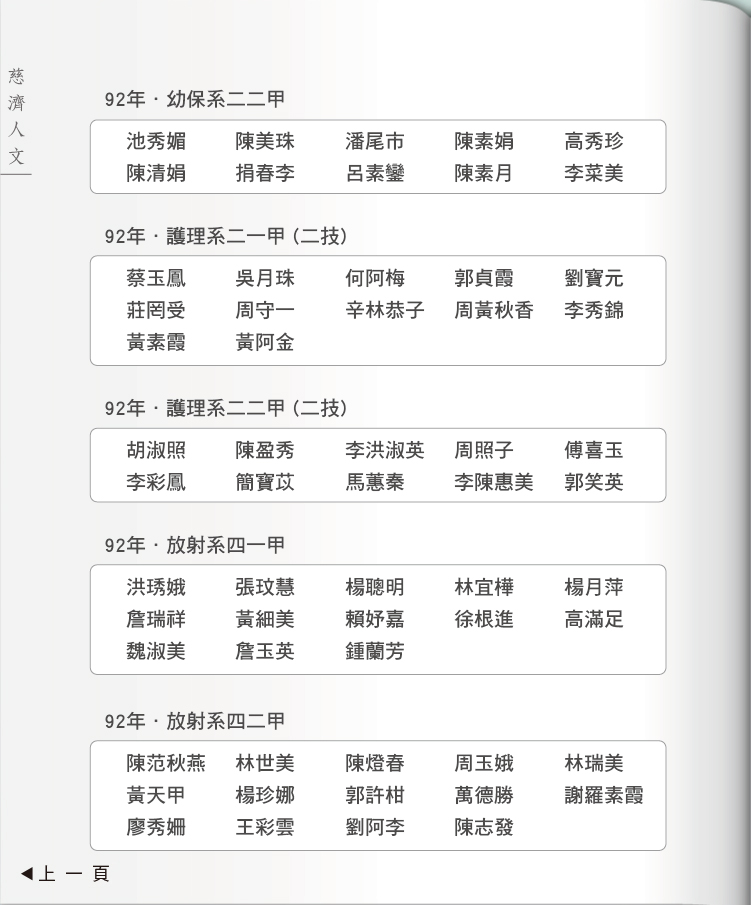 慈濟人文
92年‧幼保系二二甲
池秀媚 陳美珠 潘尾市 陳素娟 高秀珍
陳清娟 捐春李 呂素鑾 陳素月 李菜美
92年‧護理系二一甲(二技)
蔡玉鳳 吳月珠 何阿梅 郭貞霞 劉寶元
莊罔受 周守一 辛林恭子 周黃秋香 李秀錦
黃素霞 黃阿金
92年‧護理系二二甲(二技)
胡淑照 陳盈秀 李洪淑英 周照子 傅喜玉
李彩鳳 簡寶苡 馬蕙秦 李陳惠美 郭笑英
92年‧放射系四一甲
洪琇娥 張玟慧 楊聰明 林宜樺 楊月萍
詹瑞祥 黃細美 賴妤嘉 徐根進 高滿足
魏淑美 詹玉英 鍾蘭芳
92年‧放射系四二甲
陳范秋燕 林世美 陳燈春 周玉娥 林瑞美
黃天甲 楊珍娜 郭許柑 萬德勝 謝羅素霞
廖秀姍 王彩雲 劉阿李 陳志發
◀上一頁